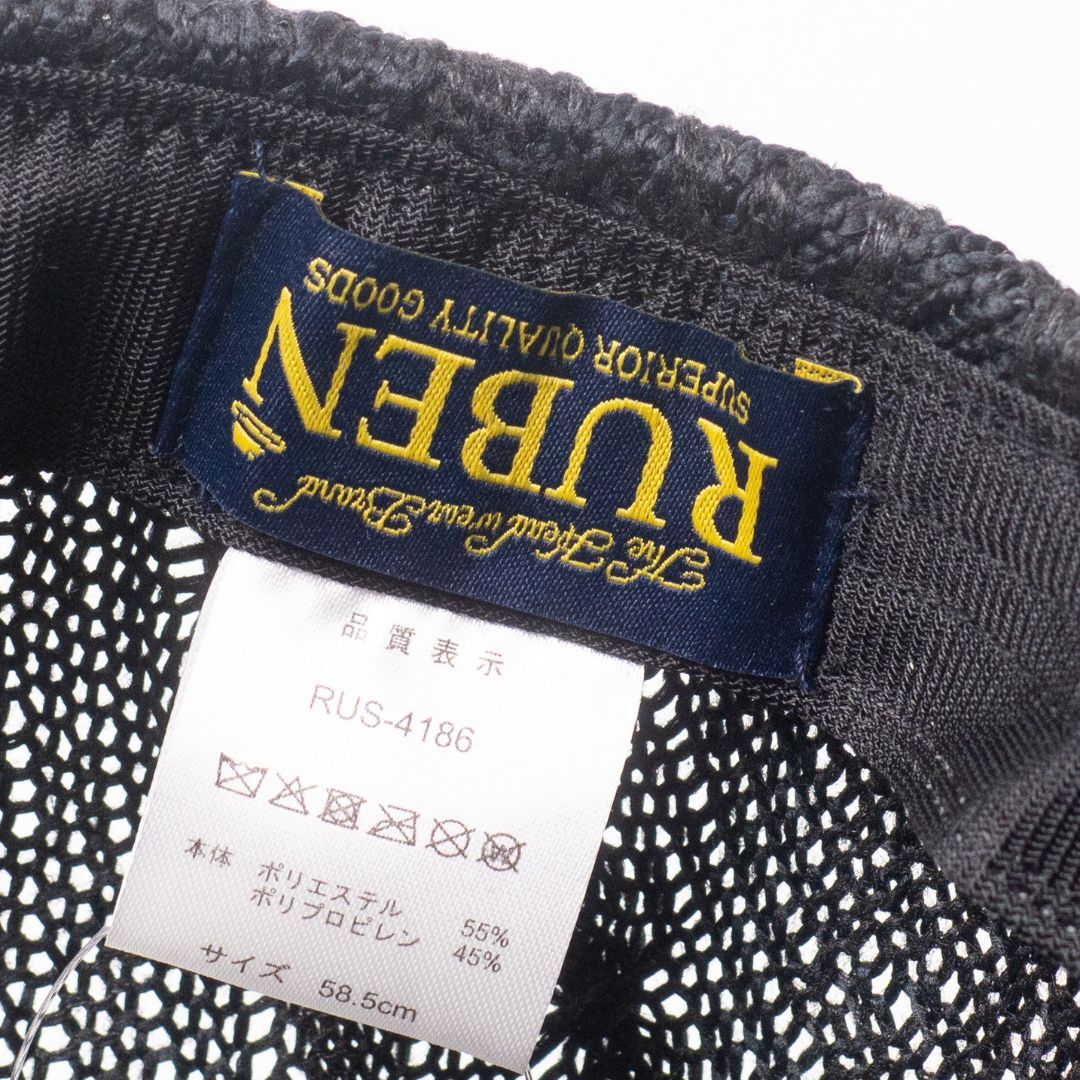 The Head Wear Brand
RUBEN
SUPERIOR QUALITY GOODS
品質表示
RUS-4186
本体 ポリエステル 55%
ポリプロピレン 45%
サイズ 58.5cm